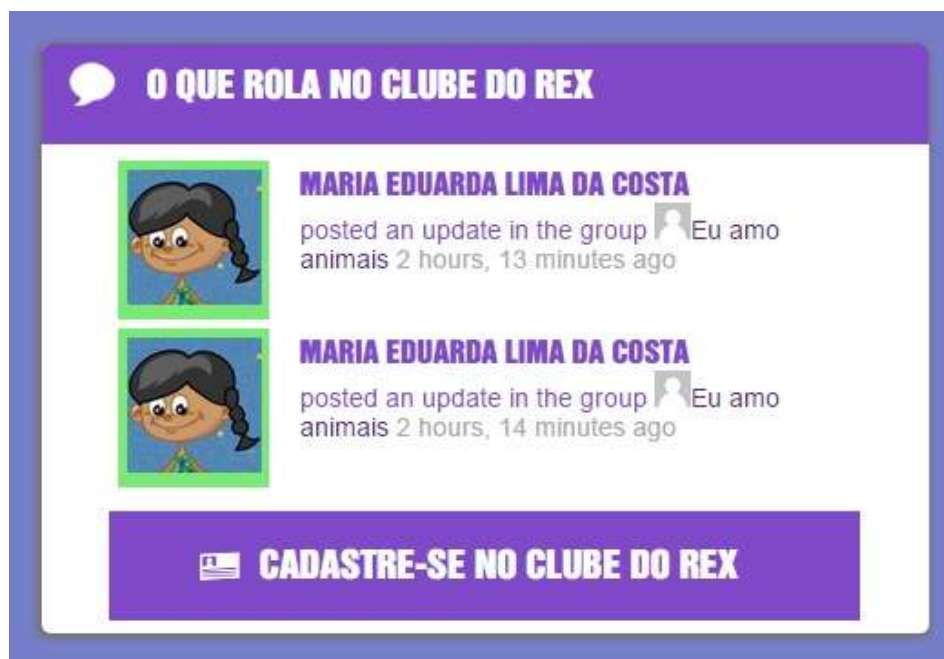 O QUE ROLA NO CLUBE DO REX
MARIA EDUARDA LIMA DA COSTA
posted an update in the group Eu amo
animais 2 hours, 13 minutes ago
MARIA EDUARDA LIMA DA COSTA
posted an update in the group Eu amo
animais 2 hours, 14 minutes ago
CADASTRE-SE NO CLUBE DO REX